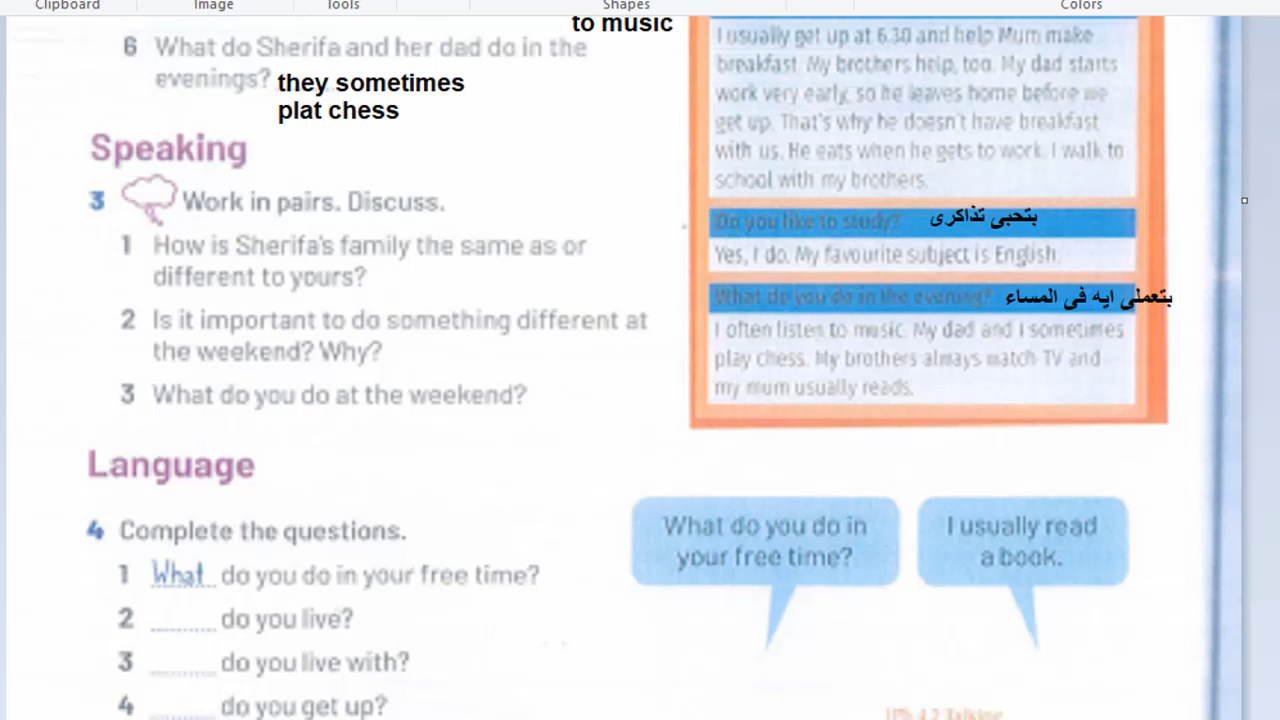 Clipboard
Image
Tools
Shapes
Colors
to music
6 What do Sherifa and her dad do in the
evenings? they sometimes
plat chess
Speaking
3 Work in pairs. Discuss.
1 How is Sherifa's family the same as or
different to yours?
2 Is it important to do something different at
the weekend? Why?
3 What do you do at the weekend?
Language
4 Complete the questions.
1 What do you do in your free time?
2 ........ do you live?
3 ........ do you live with?
4 ........ do you get up?
I usually get up at 6.30 and help Mum make
breakfast. My brothers help, too. My dad starts
work very early, so he leaves home before we
get up. That's why he doesn't have breakfast
with us. He eats when he gets to work. I walk to
school with my brothers.
Do you like to study? بتحبى تذاكرى
Yes, I do. My favourite subject is English.
What do you do in the evening? بتعملى ايه فى المساء
I often listen to music. My dad and I sometimes
play chess. My brothers always watch TV and
my mum usually reads.
What do you do in
your free time?
I usually read
a book.
4.2 Talking